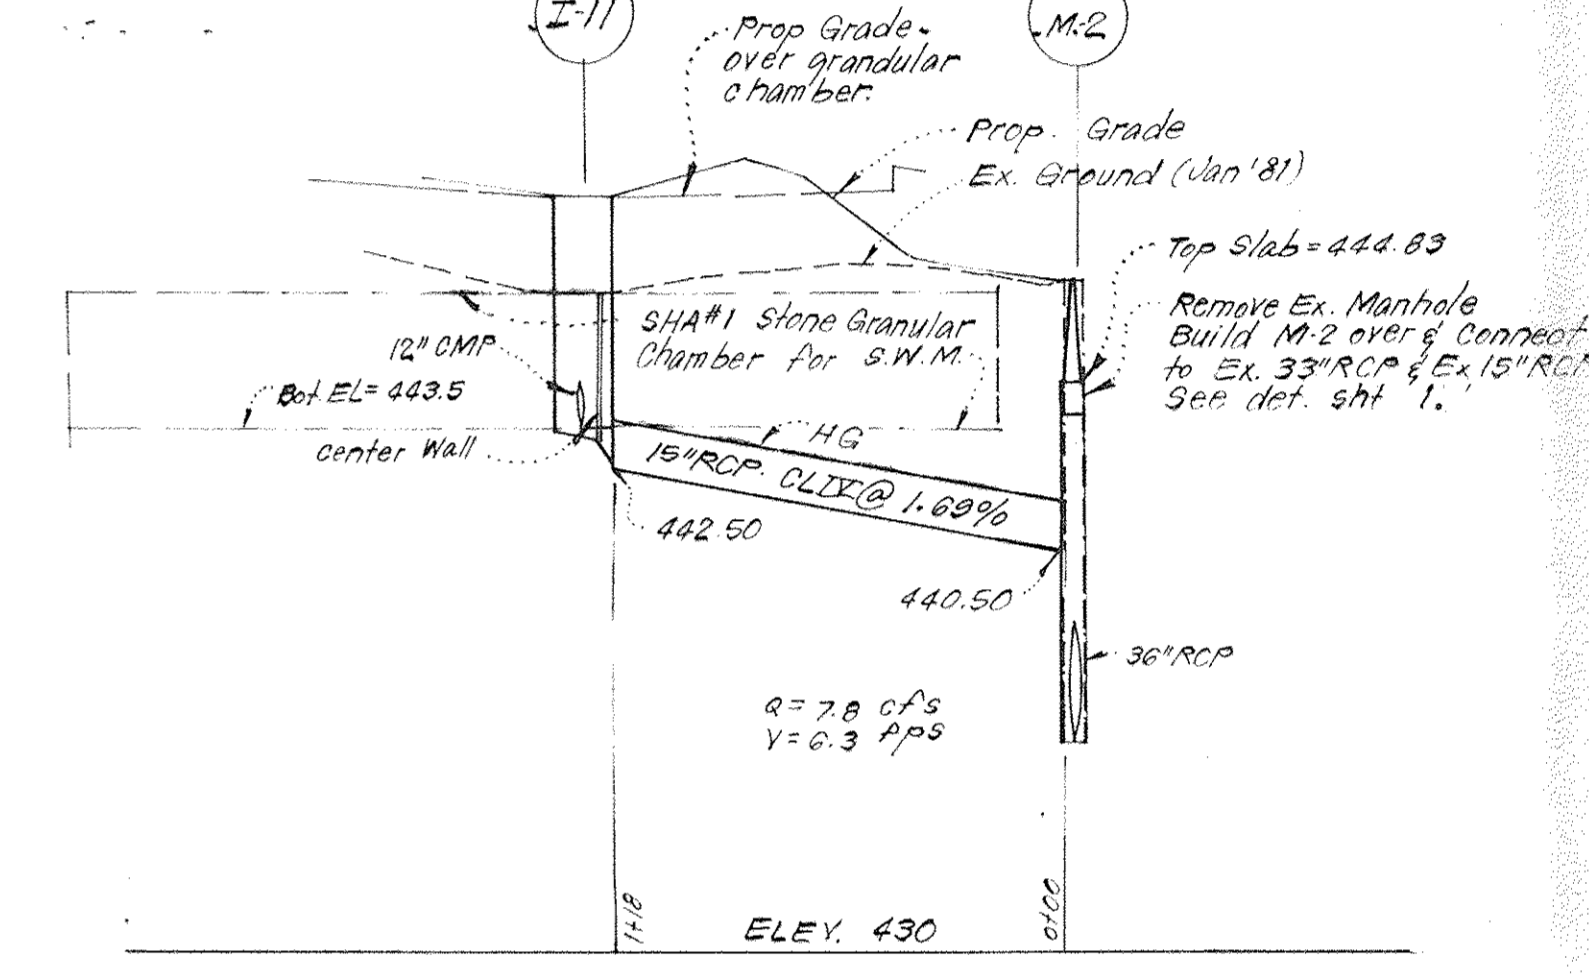 I-11
M-2
Prop Grade-
over grandular
chamber.
Prop. Grade
Ex. Ground (Jan '81)
Top Slab = 444.83
Remove Ex. Manhole
Build M-2 over & Connect
to Ex. 33"RCP & Ex 15"RCP
See det. sht 1.
SHA #1 Stone Granular
Chamber for S.W.M.
12" CMP
Bot. EL = 443.5
Center Wall
HG
15"RCP. CL IV @ 1.69%
442.50
440.50
36"RCP
Q = 7.8 cfs
V = 6.3 fps
1+18
0+00
ELEV. 430